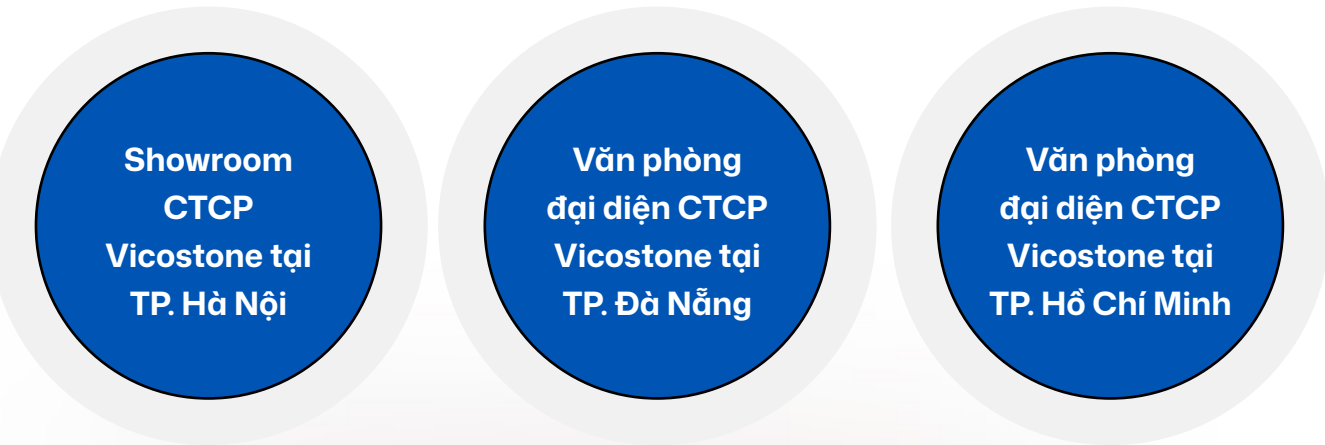 Showroom
CTCP
Vicostone tại
TP. Hà Nội
Văn phòng
đại diện CTCP
Vicostone tại
TP. Đà Nẵng
Văn phòng
đại diện CTCP
Vicostone tại
TP. Hồ Chí Minh